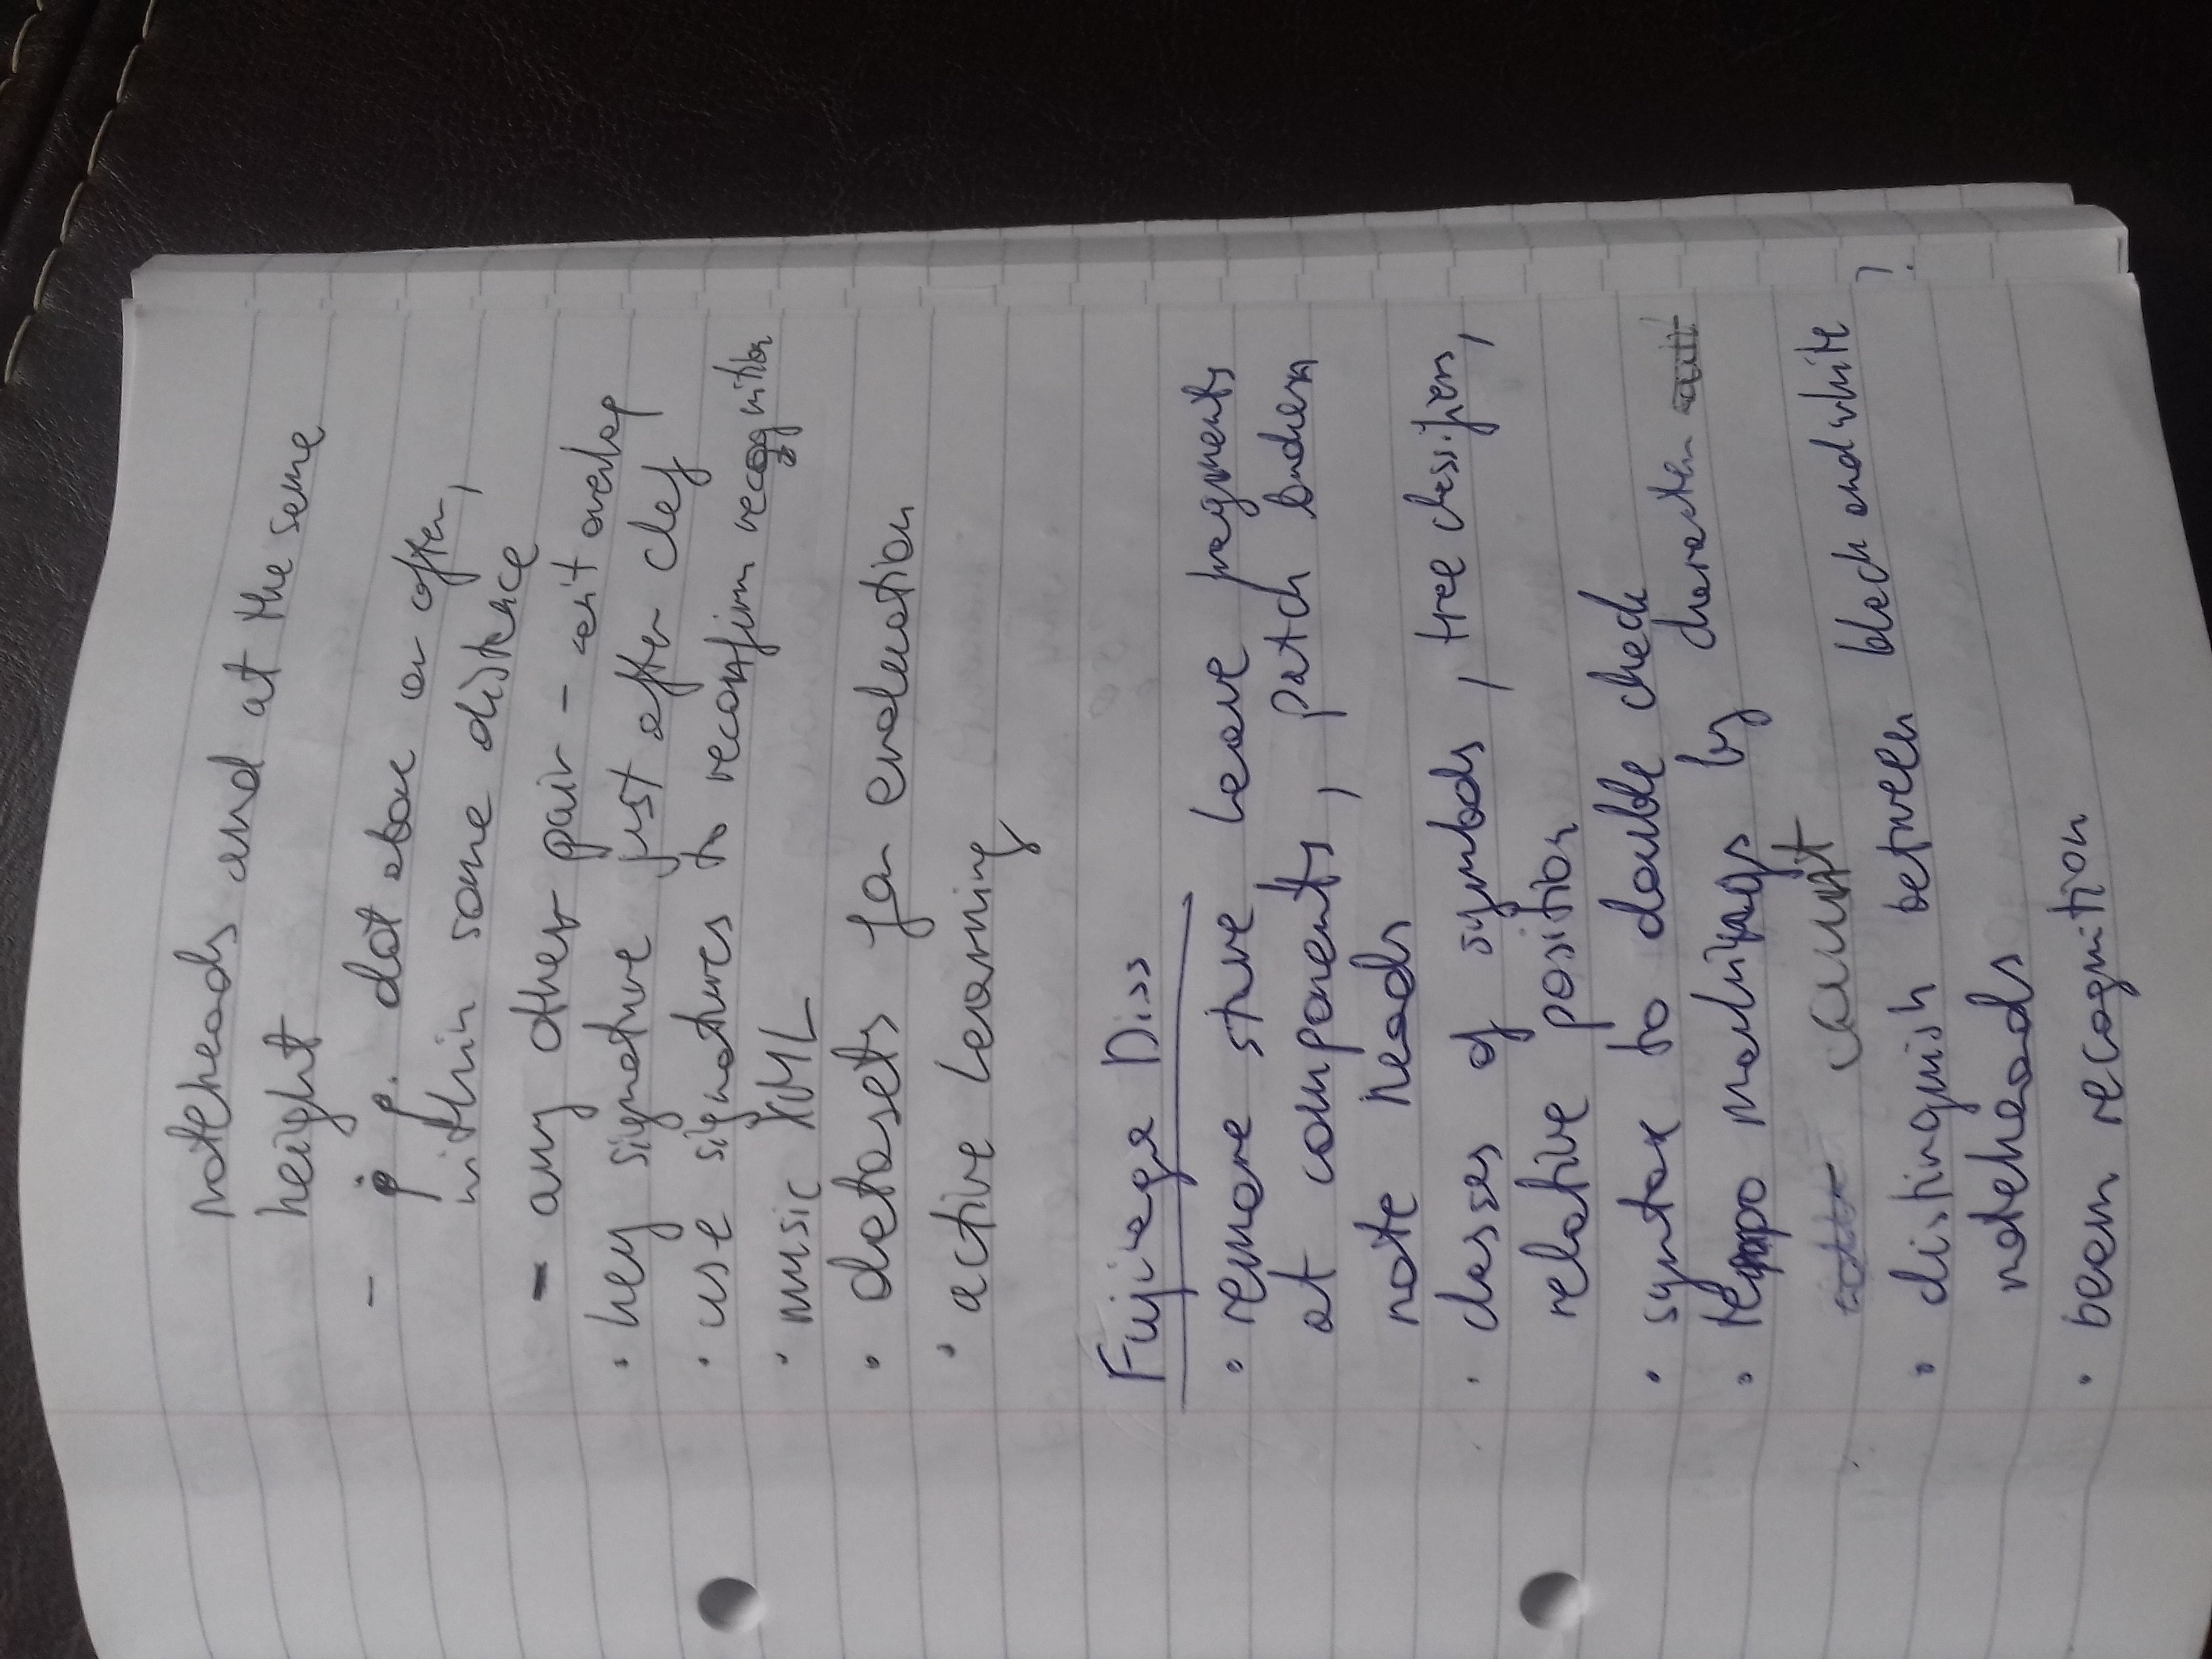 noteheads and at the same
height
- dot above or after,
within some distance
- any other pair - can't overlap
• key signature just after clef
• use signatures to reconfirm recognition
• music XML
• datasets for evaluation
• active learning
Fujinaga Diss
• remove stave, leave fragments
at components, patch broken
note heads
• classes of symbols, tree classifiers,
relative position
• syntax to double check
• tempo markings by character
count
• distinguish between black and white ?
noteheads
• beam recognition